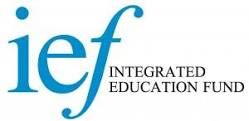 ief INTEGRATED
EDUCATION FUND